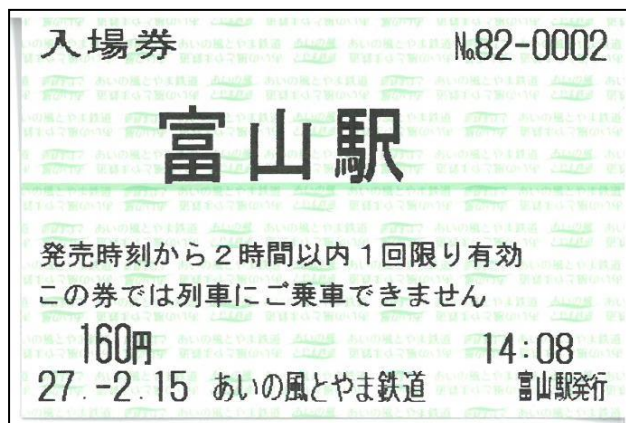 入場券 №82-0002
富山駅
発売時刻から2時間以内1回限り有効
この券では列車にご乗車できません
160円 14:08
27.-2.15 あいの風とやま鉄道 富山駅発行